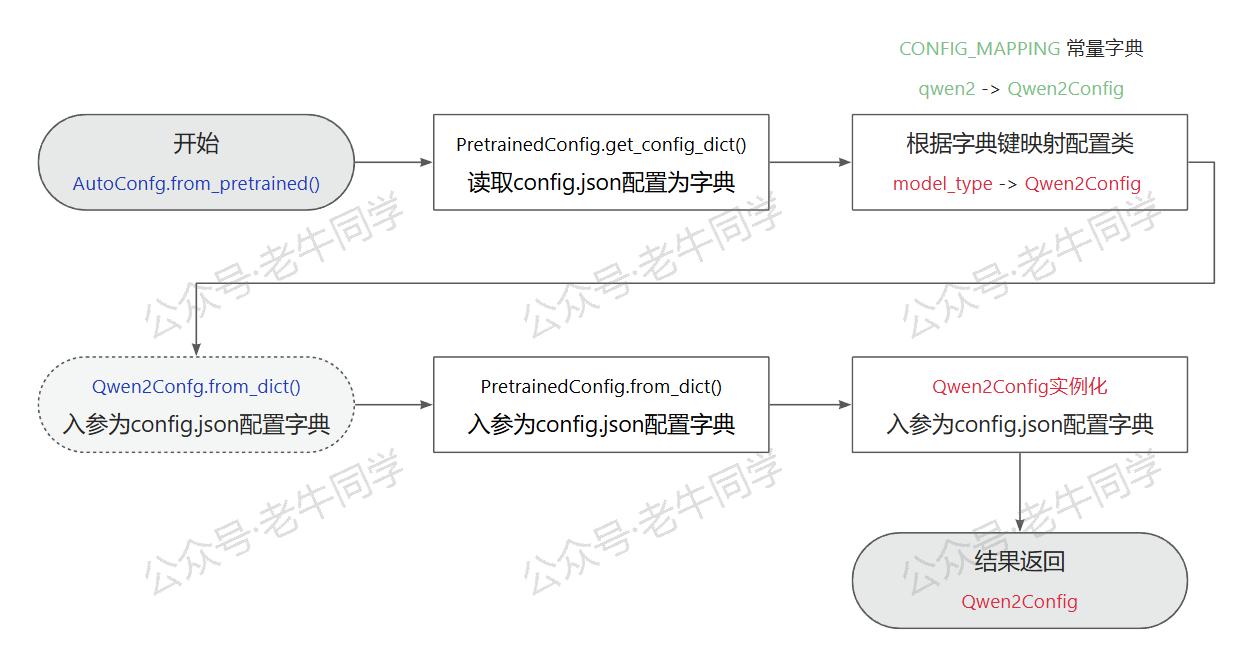 CONFIG_MAPPING 常量字典
qwen2 -> Qwen2Config
开始
AutoConfg.from_pretrained()
PretrainedConfig.get_config_dict()
读取config.json配置为字典
根据字典键映射配置类
model_type -> Qwen2Config
公众号·老牛同学
公众号·老牛同学
公众号·老牛同学
Qwen2Confg.from_dict()
入参为config.json配置字典
PretrainedConfig.from_dict()
入参为config.json配置字典
Qwen2Config实例化
入参为config.json配置字典
公众号·老牛同学
公众号·老牛同学
公众号·老牛同学
结果返回
Qwen2Config